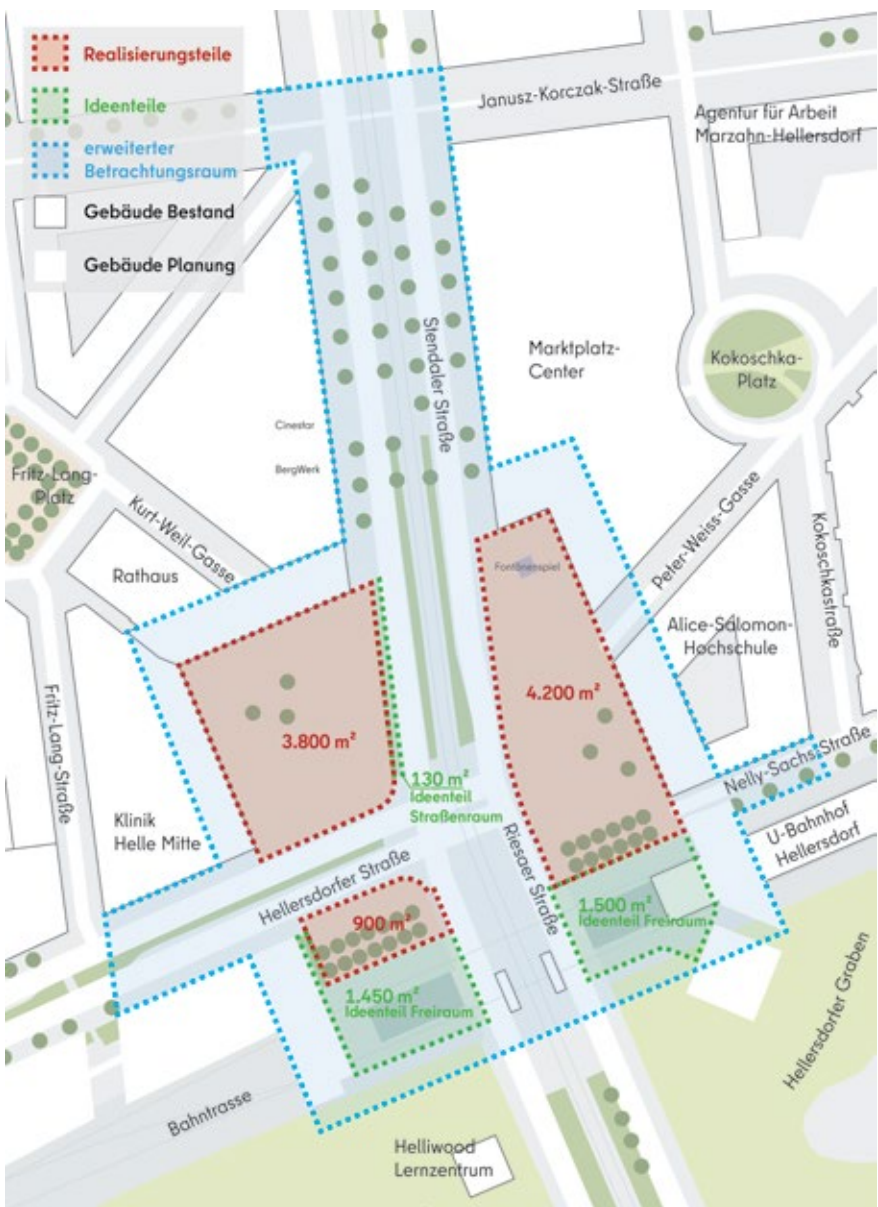 Realisierungsteile
Ideenteile
erweiterter
Betrachtungsraum
Gebäude Bestand
Gebäude Planung
Janusz-Korczak-Straße
Agentur für Arbeit
Marzahn-Hellersdorf
Stendaler Straße
Marktplatz-
Center
Kokoschka-
Platz
Cinestar
BergWerk
Fritz-Lang-
Platz
Kurt-Weil-Gasse
Rathaus
Fontänenspiel
Peter-Weiss-Gasse
Kokoschkastraße
Alice-Salomon-
Hochschule
Fritz-Lang-Straße
3.800 m²
4.200 m²
130 m²
Ideenteil
Straßenraum
Nelly-Sachs-Straße
Klinik
Helle Mitte
U-Bahnhof
Hellersdorf
Hellersdorfer Straße
Riesaer Straße
900 m²
1.500 m²
Ideenteil Freiraum
1.450 m²
Ideenteil Freiraum
Hellersdorfer Graben
Bahntrasse
Helliwood
Lernzentrum